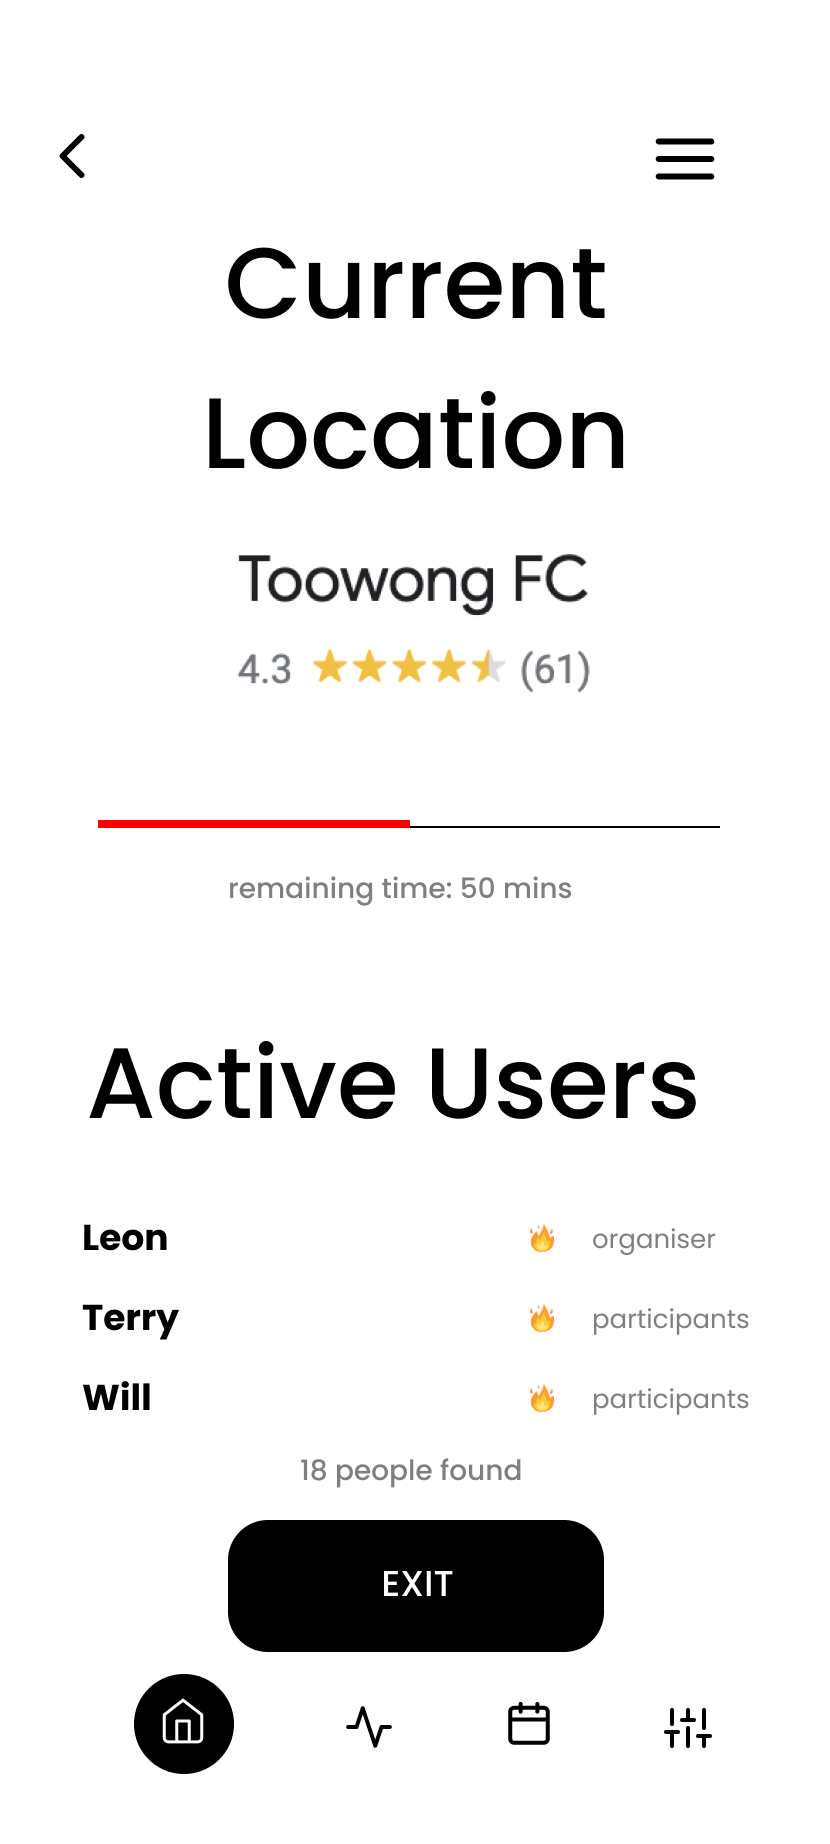 Current
Location
Toowong FC
4.3 (61)
remaining time: 50 mins
Active Users
Leon organiser
Terry participants
Will participants
18 people found
EXIT